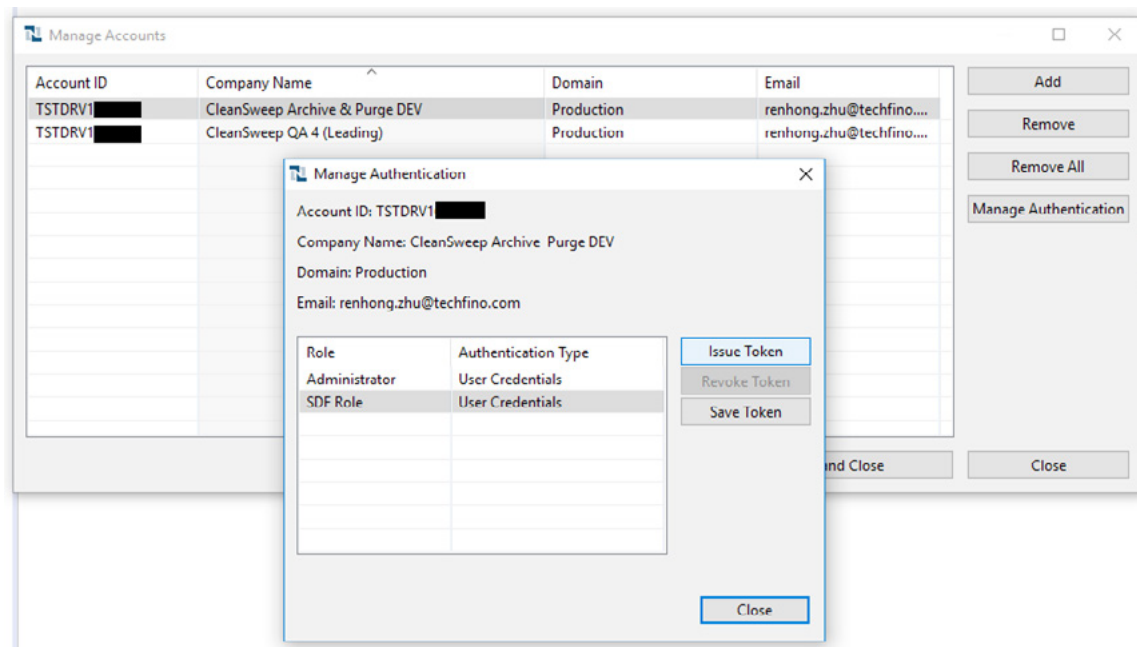 Manage Accounts
Account ID Company Name Domain Email
TSTDRV1 CleanSweep Archive & Purge DEV Production renhong.zhu@techfino....
TSTDRV1 CleanSweep QA 4 (Leading) Production renhong.zhu@techfino....
Add
Remove
Remove All
Manage Authentication
Manage Authentication
Account ID: TSTDRV1
Company Name: CleanSweep Archive  Purge DEV
Domain: Production
Email: renhong.zhu@techfino.com
Role Authentication Type
Administrator User Credentials
SDF Role User Credentials
Issue Token
Revoke Token
Save Token
Close
nd Close
Close